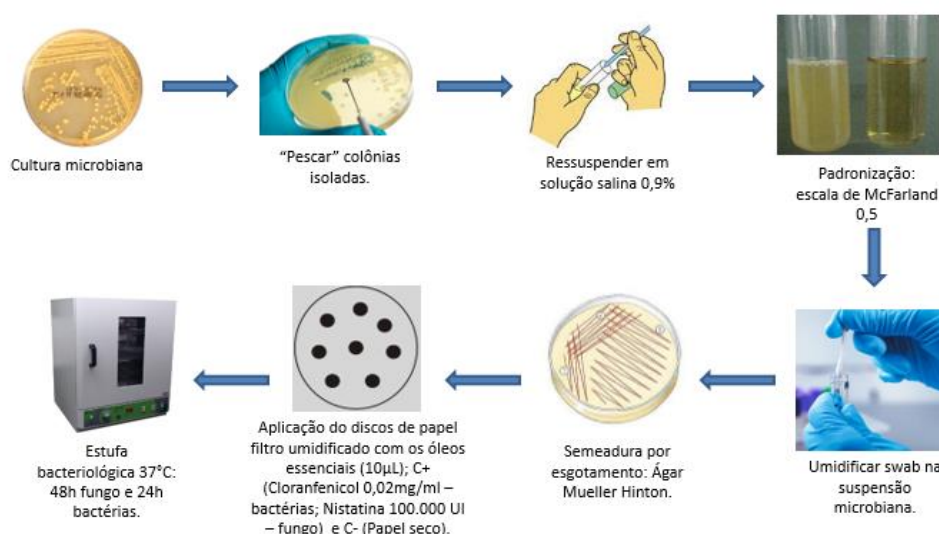 Cultura microbiana
“Pescar” colônias
isoladas.
Ressuspender em
solução salina 0,9%
Padronização:
escala de McFarland
0,5
Umidificar swab na
suspensão
microbiana.
Semeadura por
esgotamento: Ágar
Mueller Hinton.
Aplicação do discos de papel
filtro umidificado com os óleos
essenciais (10µL); C+
(Cloranfenicol 0,02mg/ml –
bactérias; Nistatina 100.000 UI
– fungo) e C- (Papel seco).
Estufa
bacteriológica 37°C:
48h fungo e 24h
bactérias.